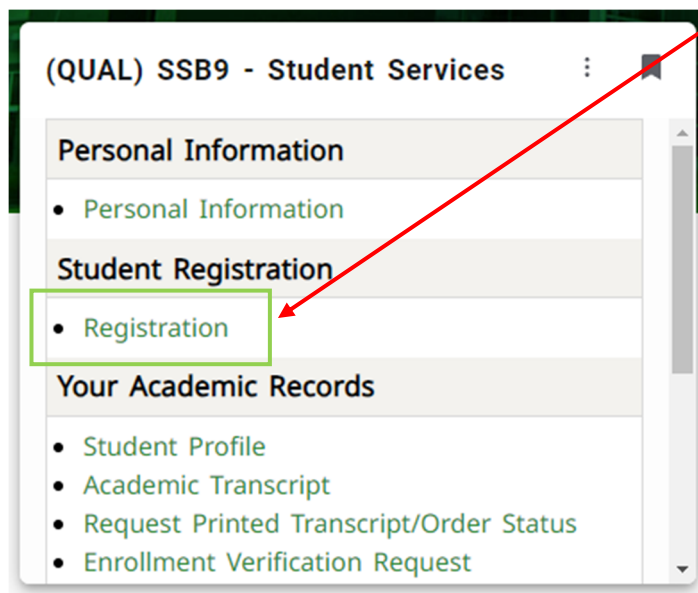 (QUAL) SSB9 - Student Services
Personal Information
Personal Information
Student Registration
Registration
Your Academic Records
Student Profile
Academic Transcript
Request Printed Transcript/Order Status
Enrollment Verification Request